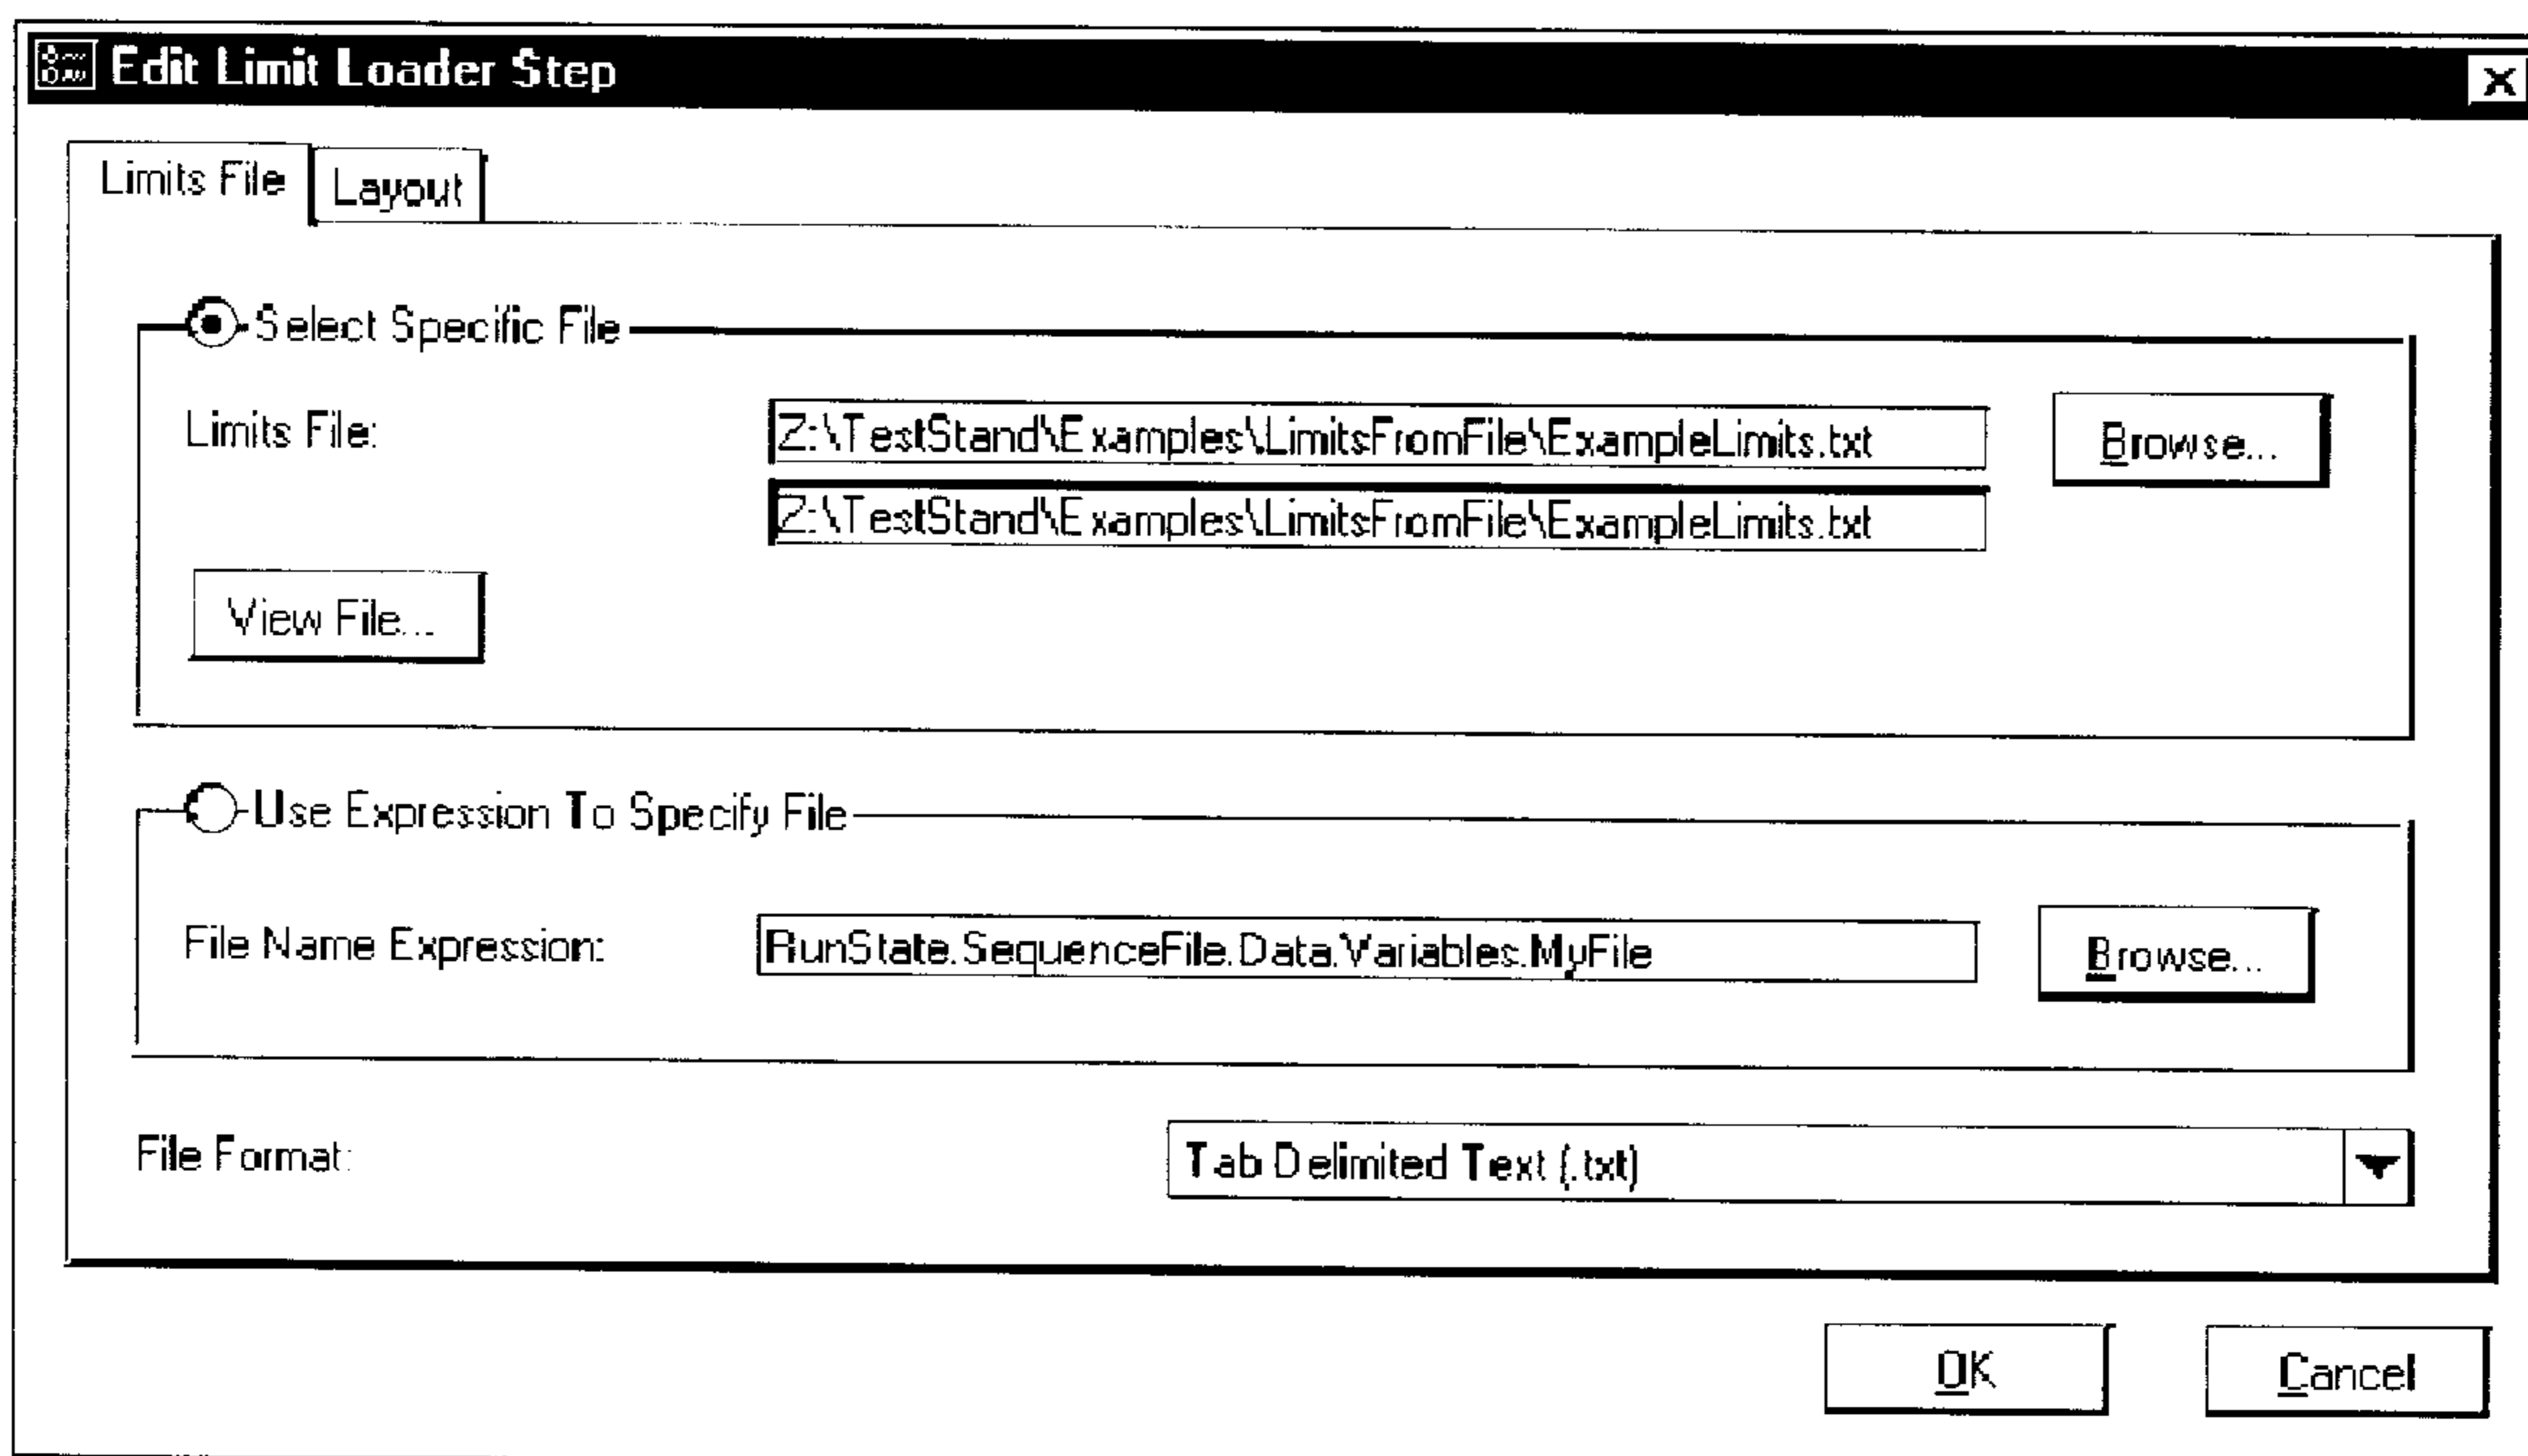 Edit Limit Loader Step
Limits File Layout
Select Specific File
Limits File: Z:\TestStand\Examples\LimitsFromFile\ExampleLimits.txt Browse...
Z:\TestStand\Examples\LimitsFromFile\ExampleLimits.txt
View File...
Use Expression To Specify File
File Name Expression: RunState.SequenceFile.Data.Variables.MyFile Browse...
File Format: Tab Delimited Text (.txt)
OK Cancel